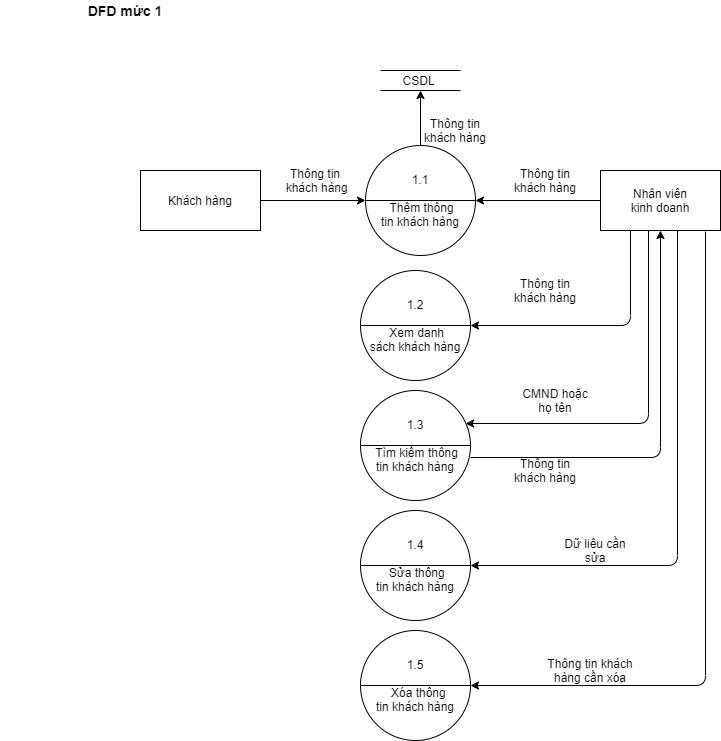 DFD mức 1
CSDL
Thông tin
khách hàng
Khách hàng
Thông tin
khách hàng
1.1
Thêm thông
tin khách hàng
Thông tin
khách hàng
Nhân viên
kinh doanh
1.2
Xem danh
sách khách hàng
Thông tin
khách hàng
1.3
Tìm kiếm thông
tin khách hàng
CMND hoặc
họ tên
Thông tin
khách hàng
1.4
Sửa thông
tin khách hàng
Dữ liêu cần
sửa
1.5
Xóa thông
tin khách hàng
Thông tin khách
hàng cần xóa